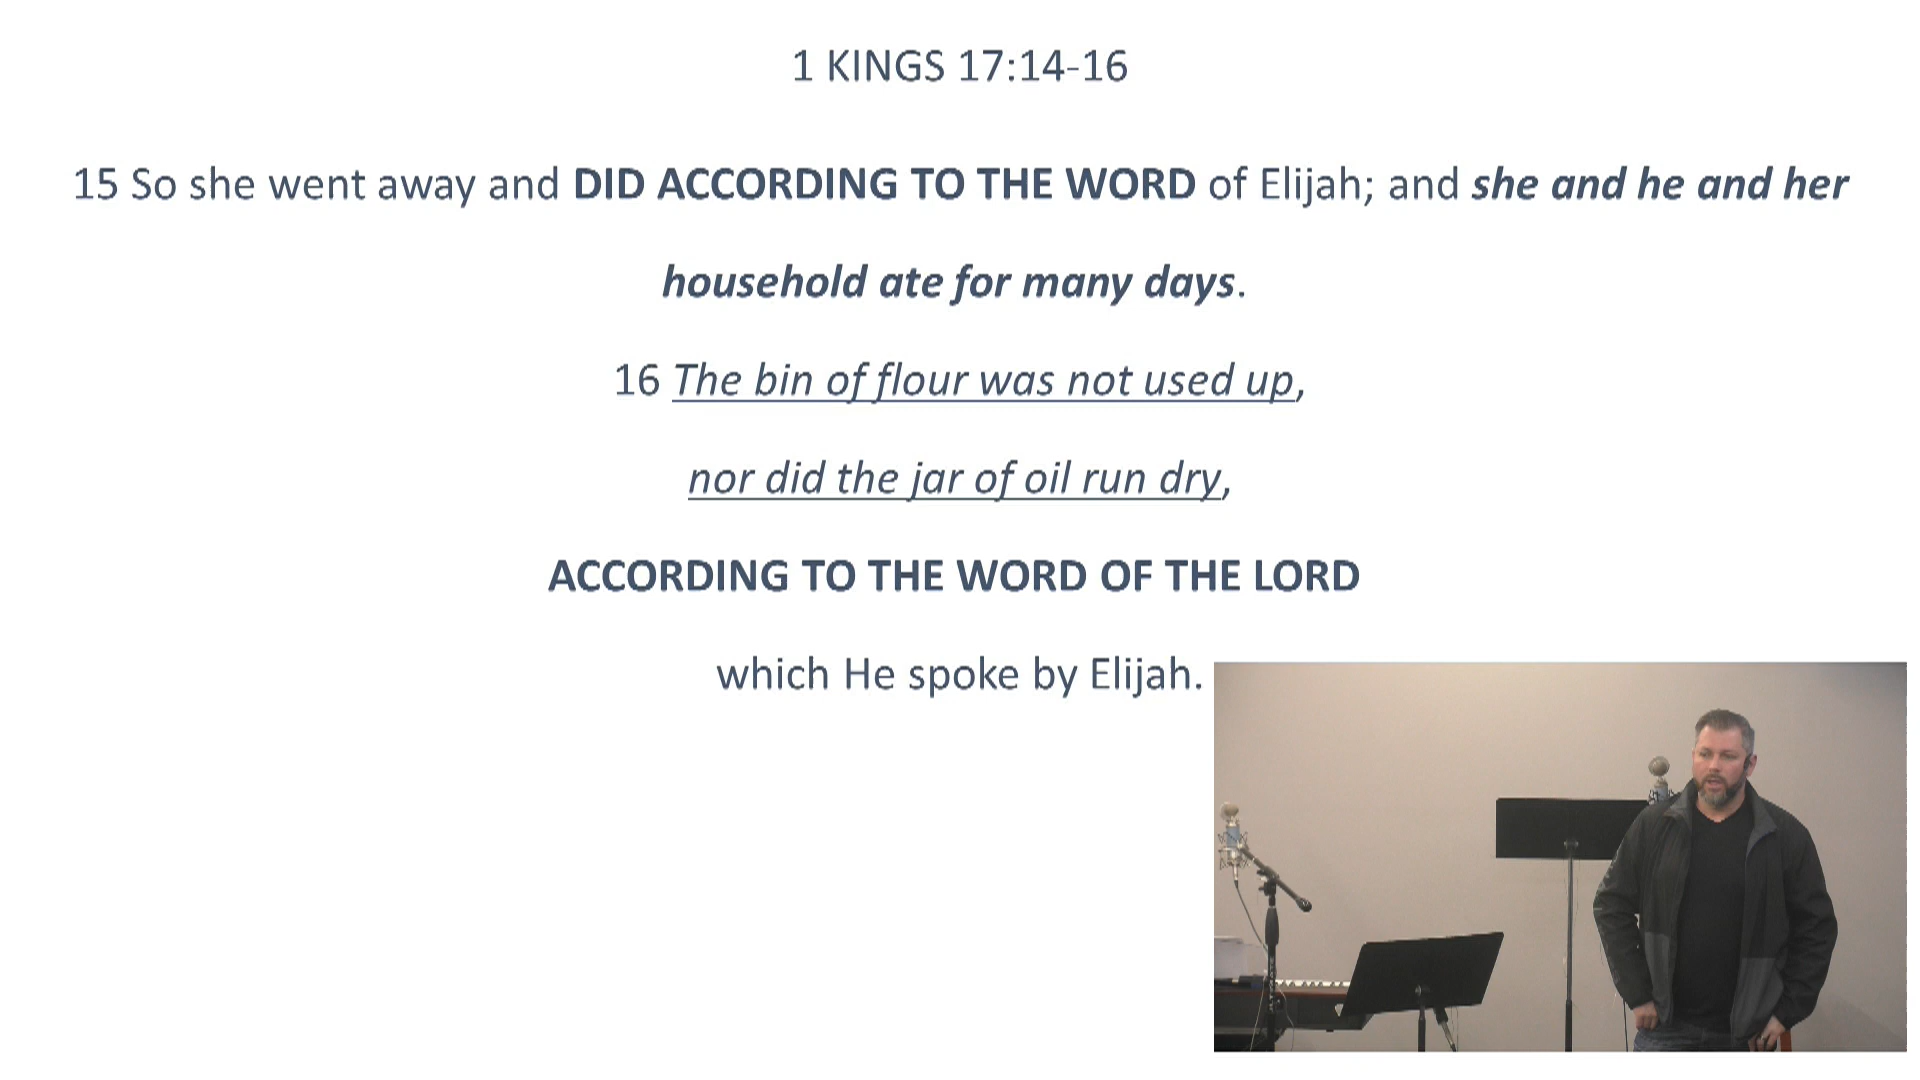 1 KINGS 17:14-16
15 So she went away and DID ACCORDING TO THE WORD of Elijah; and she and he and her
household ate for many days.
16 The bin of flour was not used up,
nor did the jar of oil run dry,
ACCORDING TO THE WORD OF THE LORD
which He spoke by Elijah.